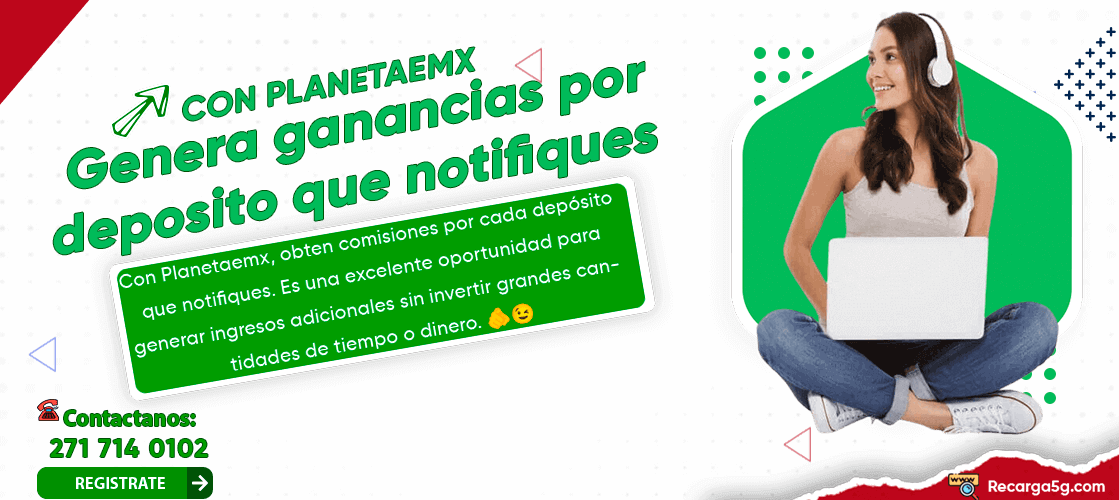 CON PLANETAEMX
Genera ganancias por
deposito que notifiques
Con Planetaemx, obten comisiones por cada depósito
que notifiques. Es una excelente oportunidad para
generar ingresos adicionales sin invertir grandes can-
tidades de tiempo o dinero. 🫵😉
Contactanos:
271 714 0102
REGISTRATE
www
Recarga5g.com